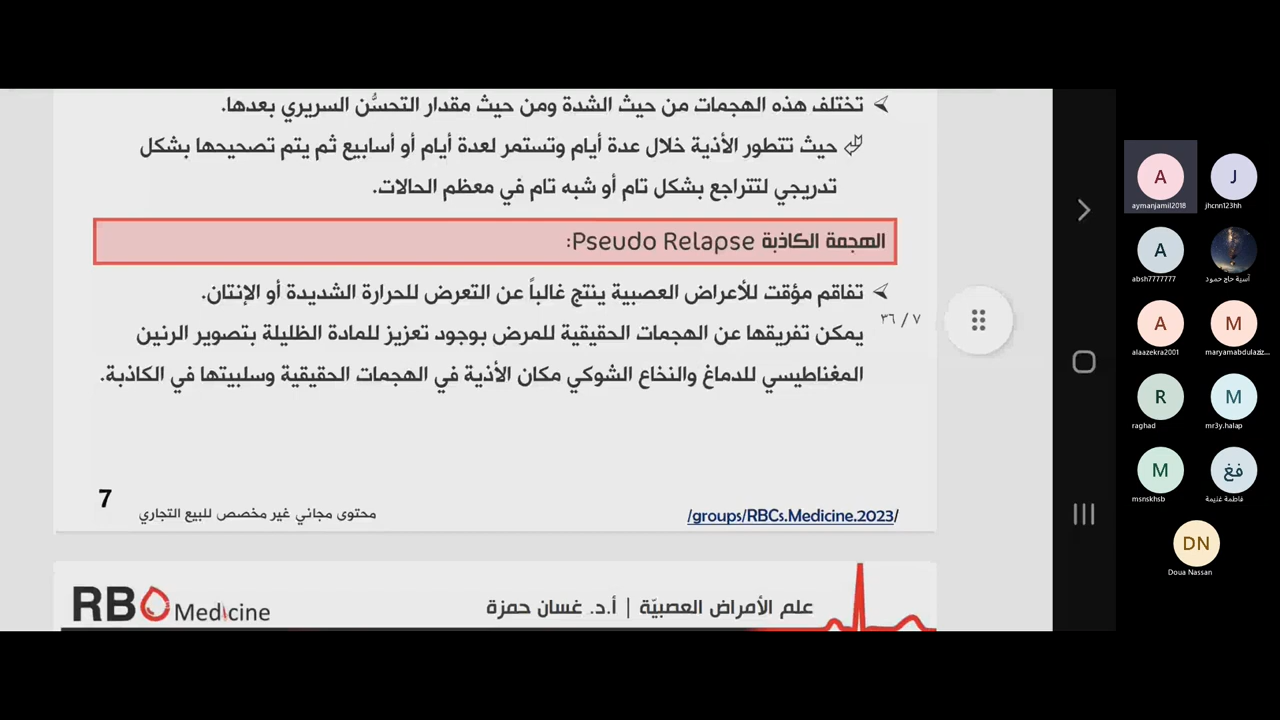 تختلف هذه الهجمات من حيث الشدة ومن حيث مقدار التحسُّن السريري بعدها.
حيث تتطور الأذية خلال عدة أيام وتستمر لعدة أيام أو أسابيع ثم يتم تصحيحها بشكل
تدريجي لتتراجع بشكل تام أو شبه تام في معظم الحالات.
الهجمة الكاذبة Pseudo Relapse:
تفاقم مؤقت للأعراض العصبية ينتج غالباً عن التعرض للحرارة الشديدة أو الإنتان.
٧ / ٣٦
يمكن تفريقها عن الهجمات الحقيقية للمرض بوجود تعزيز للمادة الظليلة بتصوير الرنين
المغناطيسي للدماغ والنخاع الشوكي مكان الأذية في الهجمات الحقيقية وسلبيتها في الكاذبة.
/groups/RBCs.Medicine.2023/
محتوى مجاني غير مخصص للبيع التجاري
7
علم الأمراض العصبيّة | أ.د. غسان حمزة
RB Medicine
A
aymanjamil2018
J
jhcnn123hh
A
absh7777777
آسية حاج حمود
A
alaazekra2001
M
maryamabdulaziz...
R
raghad
M
mr3y.halap
M
msnskhsb
فغ
فاطمة غليمة
DN
Doua Nassan